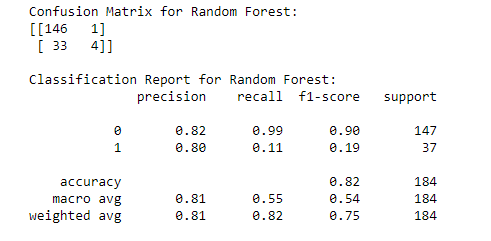 Confusion Matrix for Random Forest:
[[146   1]
 [ 33   4]]
Classification Report for Random Forest:
precision    recall  f1-score   support
0       0.82      0.99      0.90       147
1       0.80      0.11      0.19        37
accuracy                           0.82       184
macro avg       0.81      0.55      0.54       184
weighted avg       0.81      0.82      0.75       184